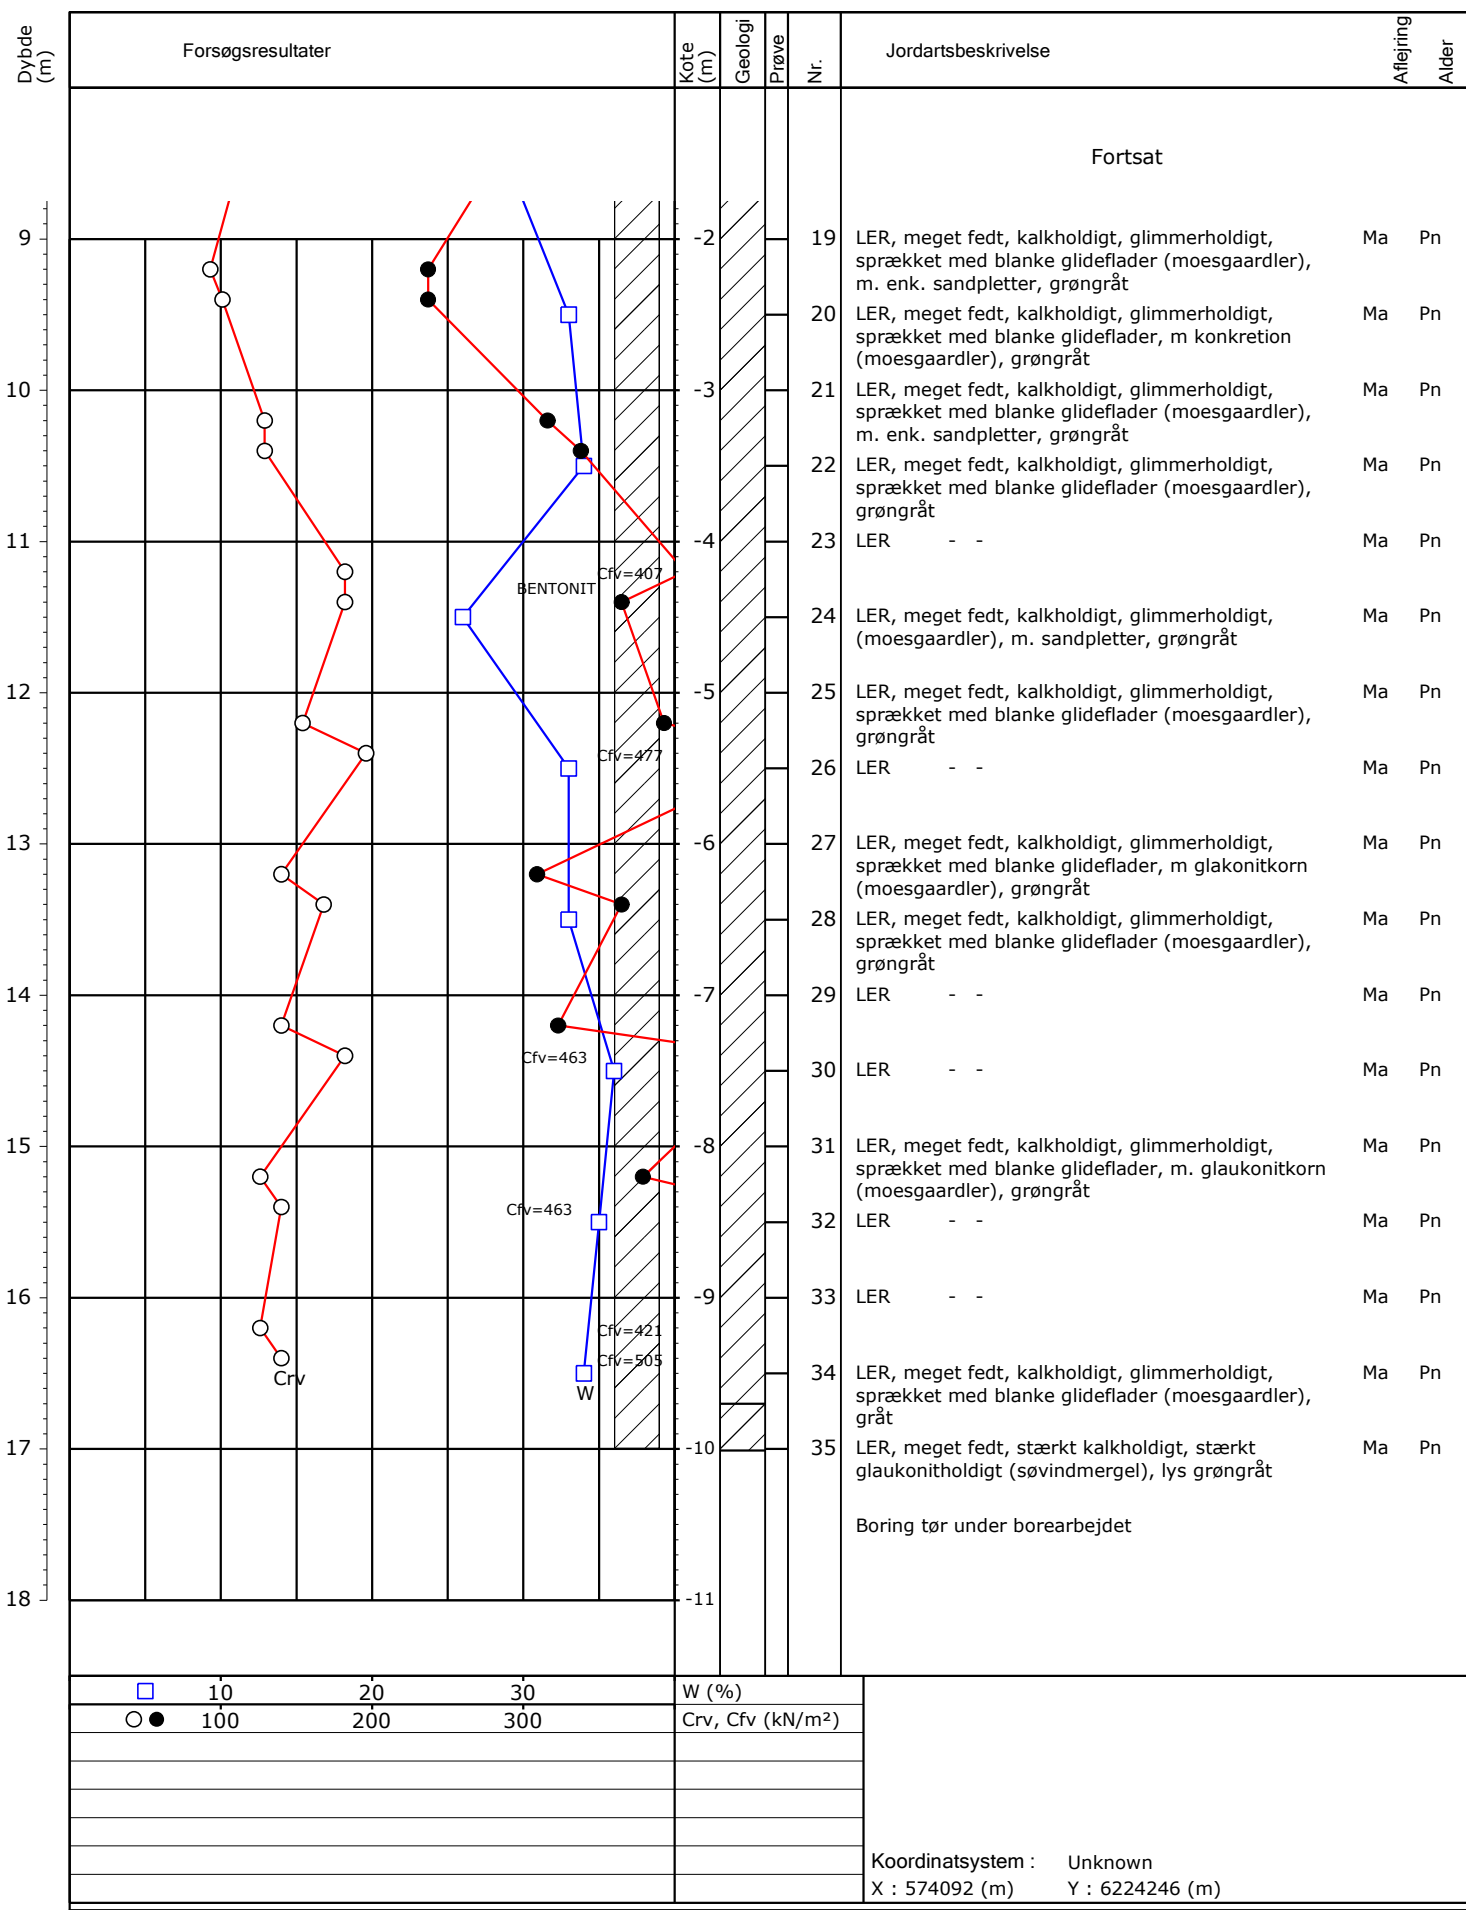 Dybde (m)
Forsøgsresultater
Kote (m)
Geologi
Prøve
Nr.
Jordartsbeskrivelse
Aflejring
Alder
Fortsat
9
-2
19 LER, meget fedt, kalkholdigt, glimmerholdigt, Ma Pn
sprækket med blanke glideflader (moesgaardler),
m. enk. sandpletter, grøngråt
20 LER, meget fedt, kalkholdigt, glimmerholdigt, Ma Pn
sprækket med blanke glideflader, m konkretion
(moesgaardler), grøngråt
10
-3
21 LER, meget fedt, kalkholdigt, glimmerholdigt, Ma Pn
sprækket med blanke glideflader (moesgaardler),
m. enk. sandpletter, grøngråt
22 LER, meget fedt, kalkholdigt, glimmerholdigt, Ma Pn
sprækket med blanke glideflader (moesgaardler),
grøngråt
11
-4
23 LER - - Ma Pn
Cfv=407
BENTONIT
24 LER, meget fedt, kalkholdigt, glimmerholdigt, Ma Pn
(moesgaardler), m. sandpletter, grøngråt
12
-5
25 LER, meget fedt, kalkholdigt, glimmerholdigt, Ma Pn
sprækket med blanke glideflader (moesgaardler),
grøngråt
Cfv=477
26 LER - - Ma Pn
13
-6
27 LER, meget fedt, kalkholdigt, glimmerholdigt, Ma Pn
sprækket med blanke glideflader, m glakonitkorn
(moesgaardler), grøngråt
28 LER, meget fedt, kalkholdigt, glimmerholdigt, Ma Pn
sprækket med blanke glideflader (moesgaardler),
grøngråt
14
-7
29 LER - - Ma Pn
Cfv=463
30 LER - - Ma Pn
15
-8
31 LER, meget fedt, kalkholdigt, glimmerholdigt, Ma Pn
sprækket med blanke glideflader, m. glaukonitkorn
(moesgaardler), grøngråt
Cfv=463
32 LER - - Ma Pn
16
-9
33 LER - - Ma Pn
Cfv=421
Cfv=505
Crv
W
34 LER, meget fedt, kalkholdigt, glimmerholdigt, Ma Pn
sprækket med blanke glideflader (moesgaardler),
gråt
17
-10
35 LER, meget fedt, stærkt kalkholdigt, stærkt Ma Pn
glaukonitholdigt (søvindmergel), lys grøngråt
Boring tør under borearbejdet
18
-11
10 20 30 W (%)
100 200 300 Crv, Cfv (kN/m²)
Koordinatsystem : Unknown
X : 574092 (m) Y : 6224246 (m)